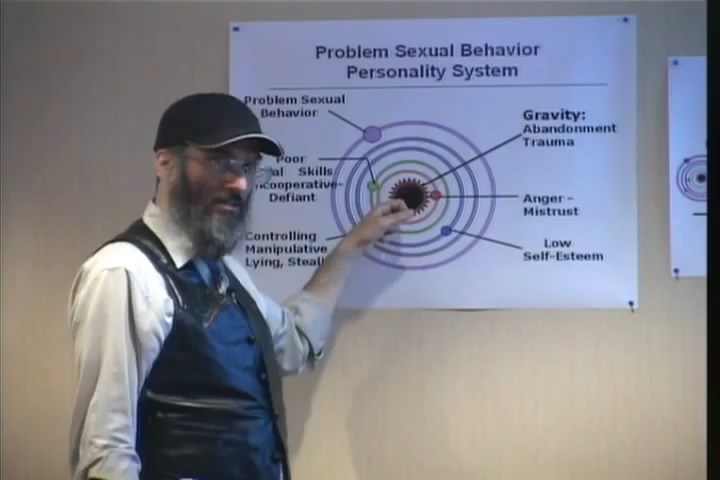 Problem Sexual Behavior
Personality System
Problem Sexual
Behavior
Gravity:
Abandonment
Trauma
Poor
Skills
Defiant
Anger –
Mistrust
Controlling
Manipulative
Lying,
Low
Self-Esteem